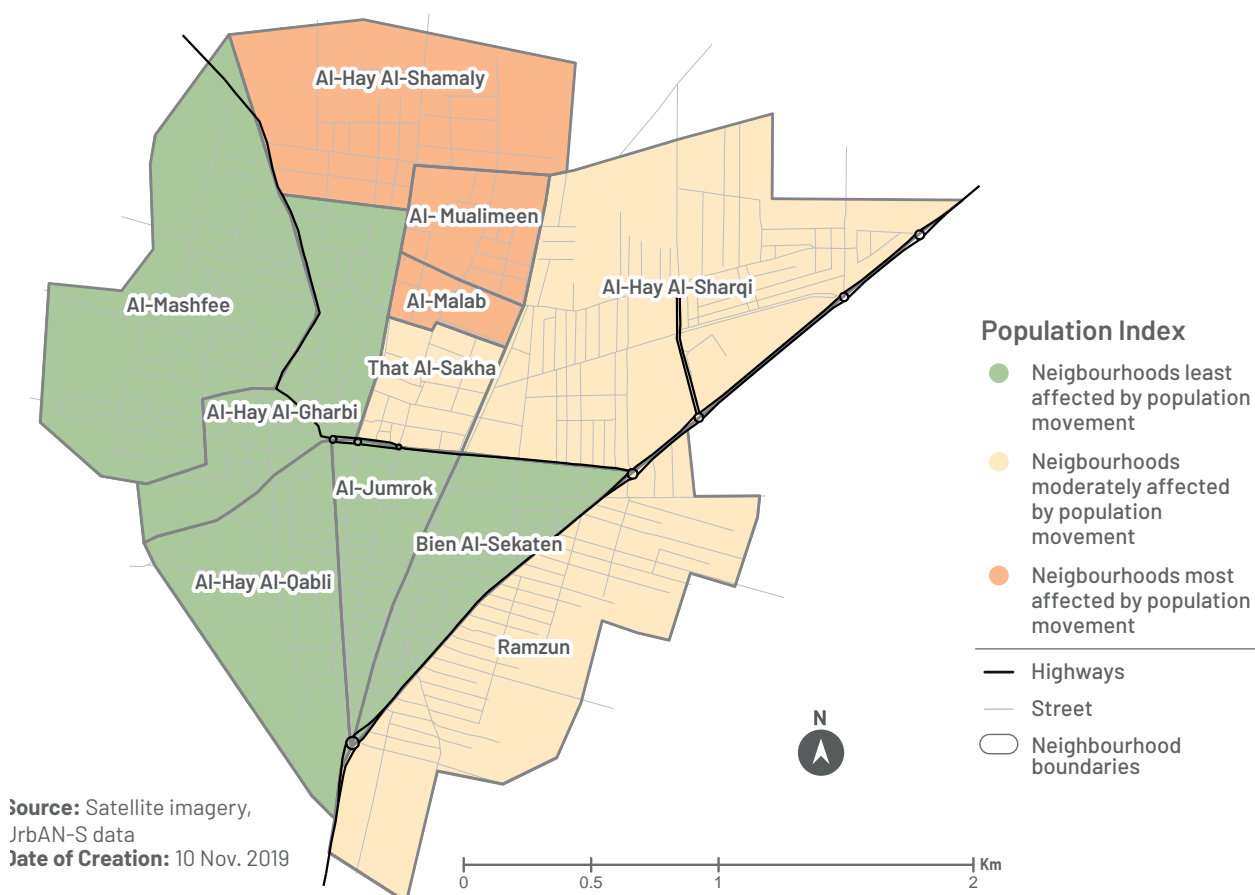 Al-Hay Al-Shamaly
Al- Mualimeen
Al-Hay Al-Sharqi
Al-Mashfee
Al-Malab
That Al-Sakha
Al-Hay Al-Gharbi
Al-Jumrok
Bien Al-Sekaten
Al-Hay Al-Qabli
Ramzun
Population Index
Neigbourhoods least
affected by population
movement
Neigbourhoods
moderately affected
by population
movement
Neigbourhoods most
affected by population
movement
Highways
Street
Neighbourhood
boundaries
N
Source: Satellite imagery,
UrbAN-S data
Date of Creation: 10 Nov. 2019
Km
0 0.5 1 2